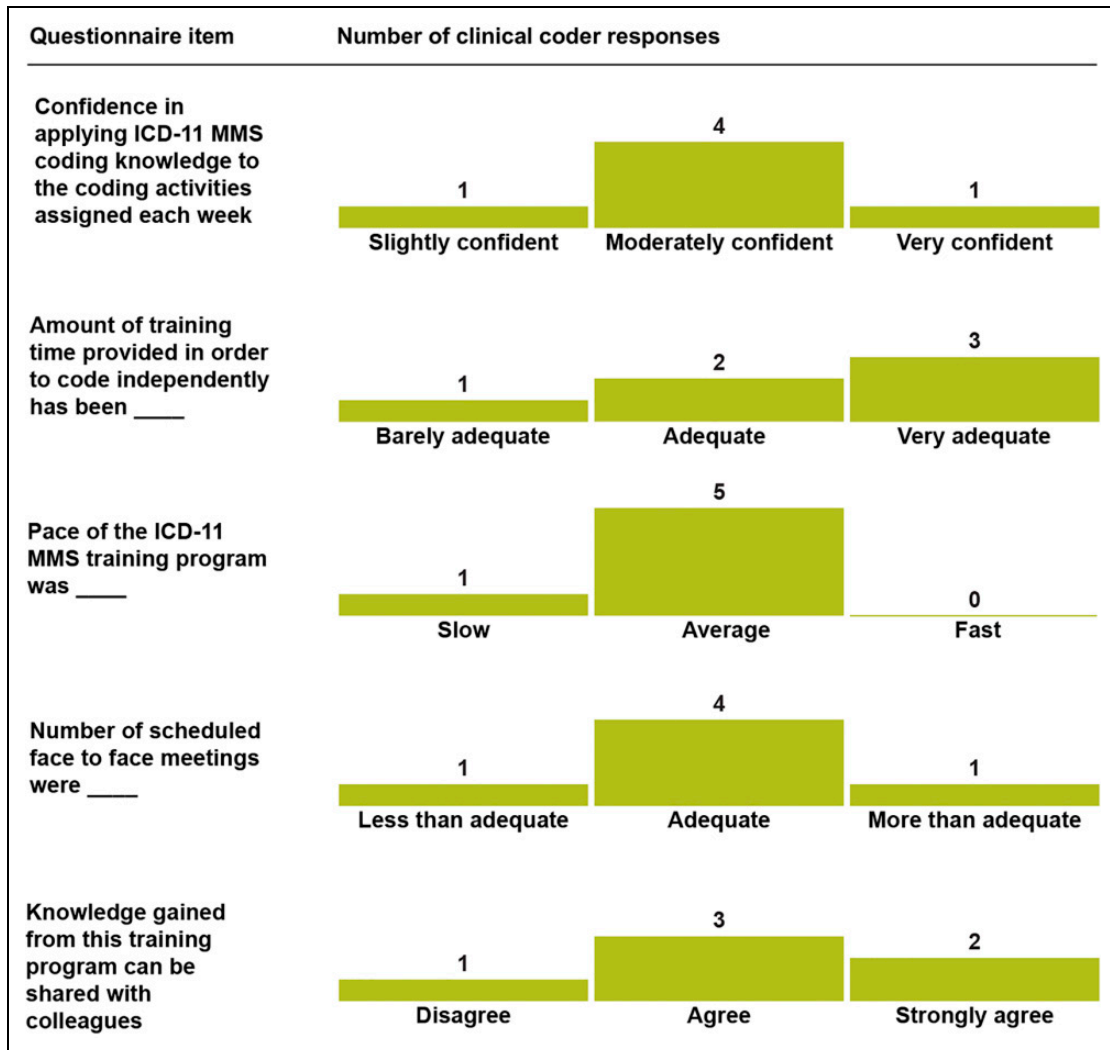 Questionnaire item
Number of clinical coder responses
Confidence in
applying ICD-11 MMS
coding knowledge to
the coding activities
assigned each week
1
4
1
Slightly confident
Moderately confident
Very confident
Amount of training
time provided in order
to code independently
has been ____
1
2
3
Barely adequate
Adequate
Very adequate
Pace of the ICD-11
MMS training program
was ____
1
5
0
Slow
Average
Fast
Number of scheduled
face to face meetings
were ____
1
4
1
Less than adequate
Adequate
More than adequate
Knowledge gained
from this training
program can be
shared with
colleagues
1
3
2
Disagree
Agree
Strongly agree